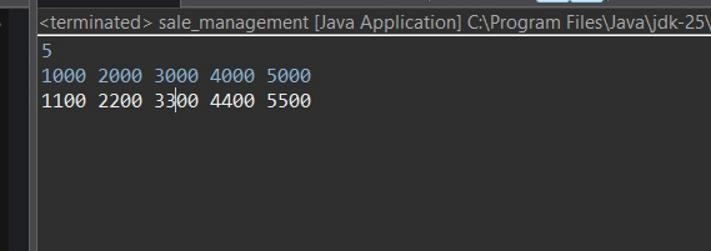 <terminated> sale_management [Java Application] C:\Program Files\Java\jdk-25\
5
1000 2000 3000 4000 5000
1100 2200 3300 4400 5500